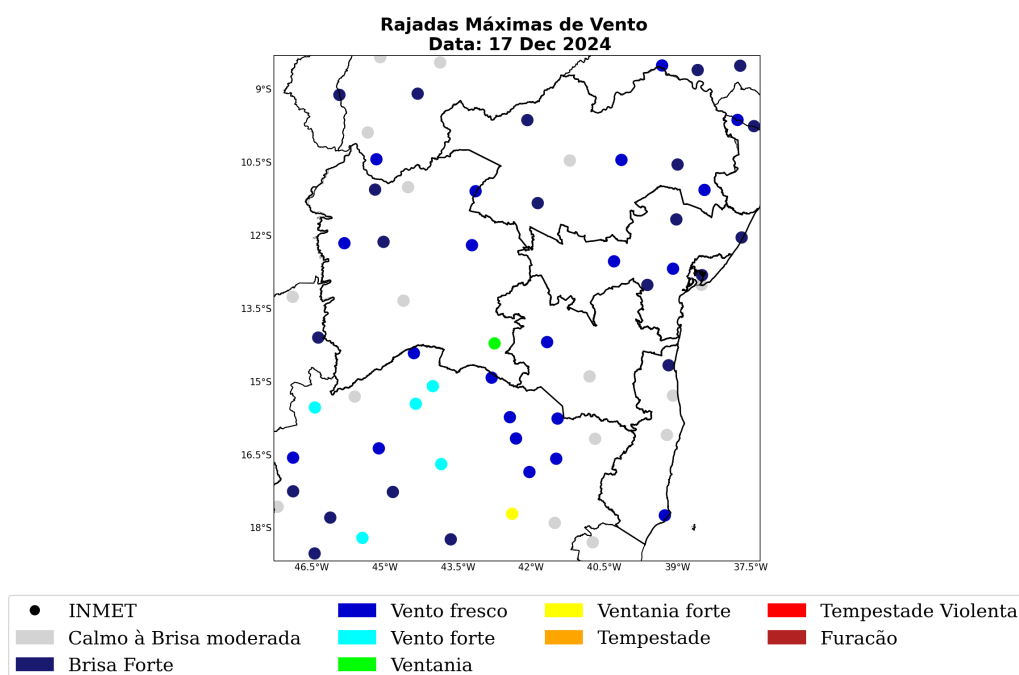 Rajadas Máximas de Vento
Data: 17 Dec 2024
9°S
10.5°S
12°S
13.5°S
15°S
16.5°S
18°S
46.5°W 45°W 43.5°W 42°W 40.5°W 39°W 37.5°W
INMET Vento fresco Ventania forte Tempestade Violenta
Calmo à Brisa moderada Vento forte Tempestade Furacão
Brisa Forte Ventania